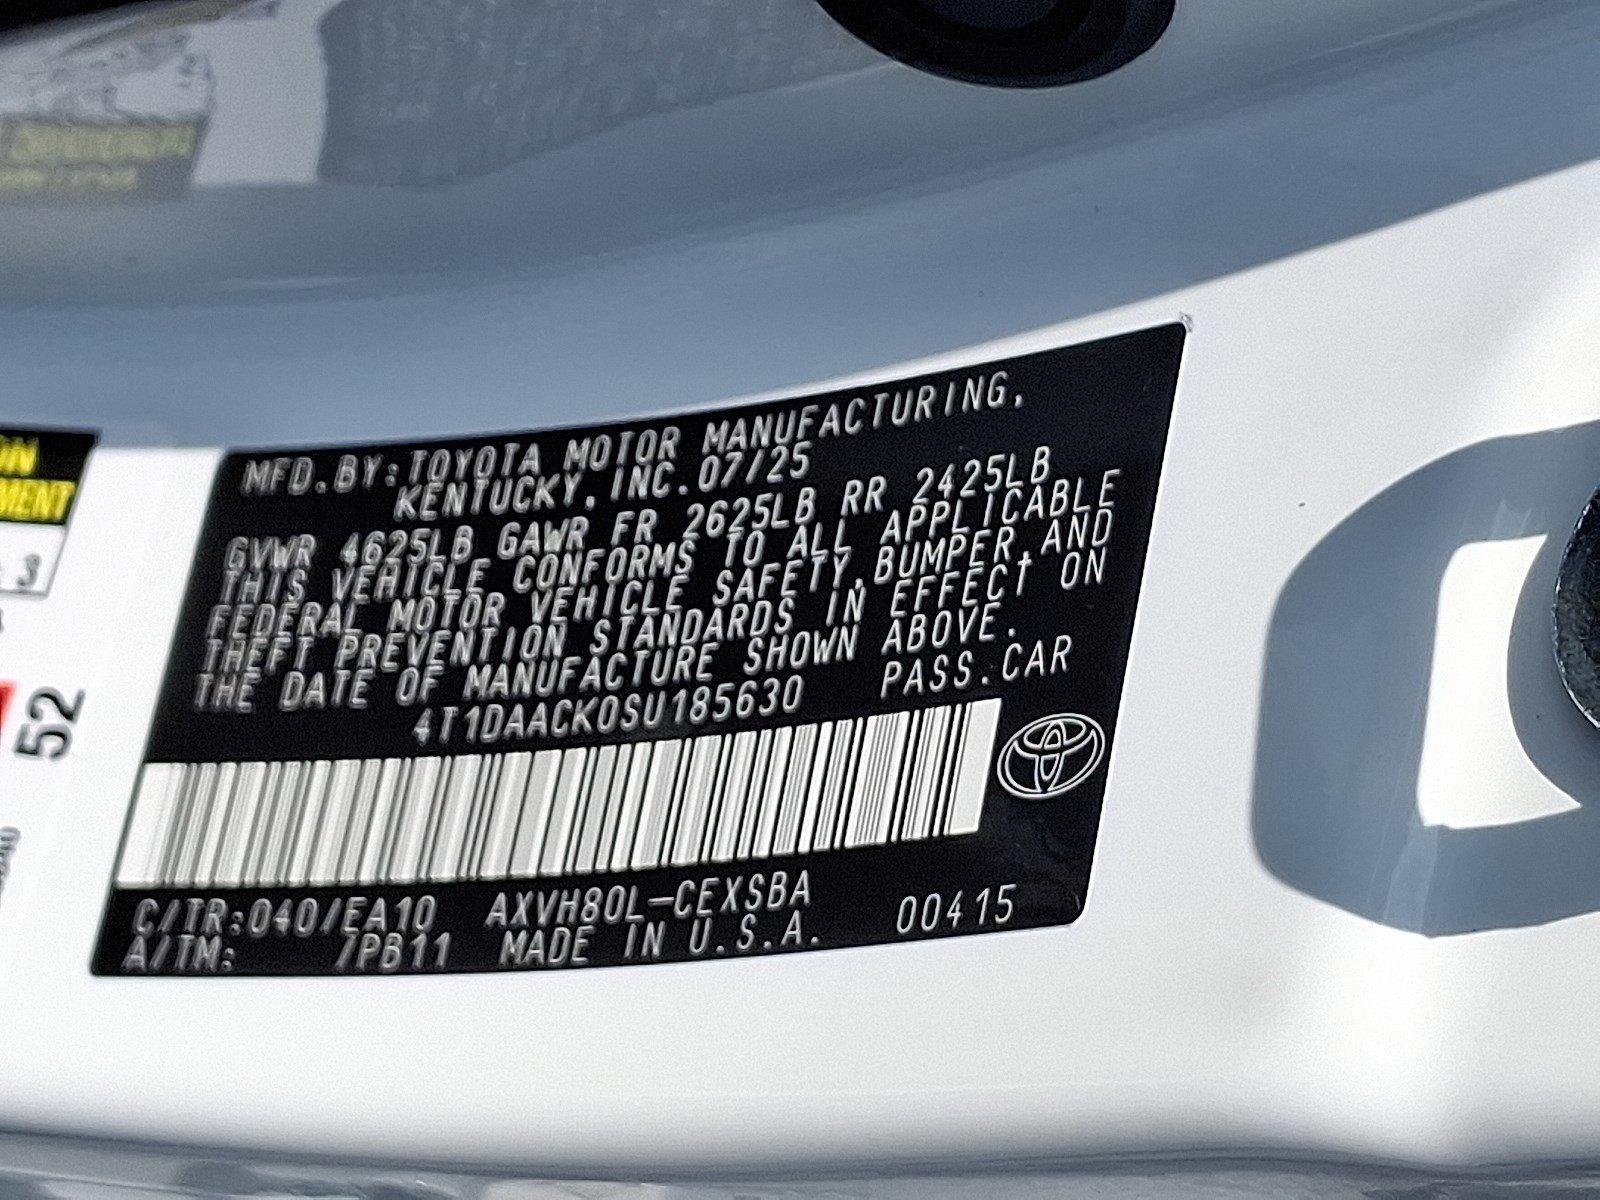 MFD.BY:TOYOTA MOTOR MANUFACTURING,
KENTUCKY, INC.07/25
GVWR 4625LB GAWR FR 2625LB RR 2425LB
THIS VEHICLE CONFORMS TO ALL APPLICABLE
FEDERAL MOTOR VEHICLE SAFETY,BUMPER,AND
THEFT PREVENTION STANDARDS IN EFFECT ON
THE DATE OF MANUFACTURE SHOWN ABOVE.
4T1DAACK0SU185630 PASS.CAR
C/TR:040/EA10 AXVH80L-CEXSBA 00415
A/TM: /PB11 MADE IN U.S.A.
3
52